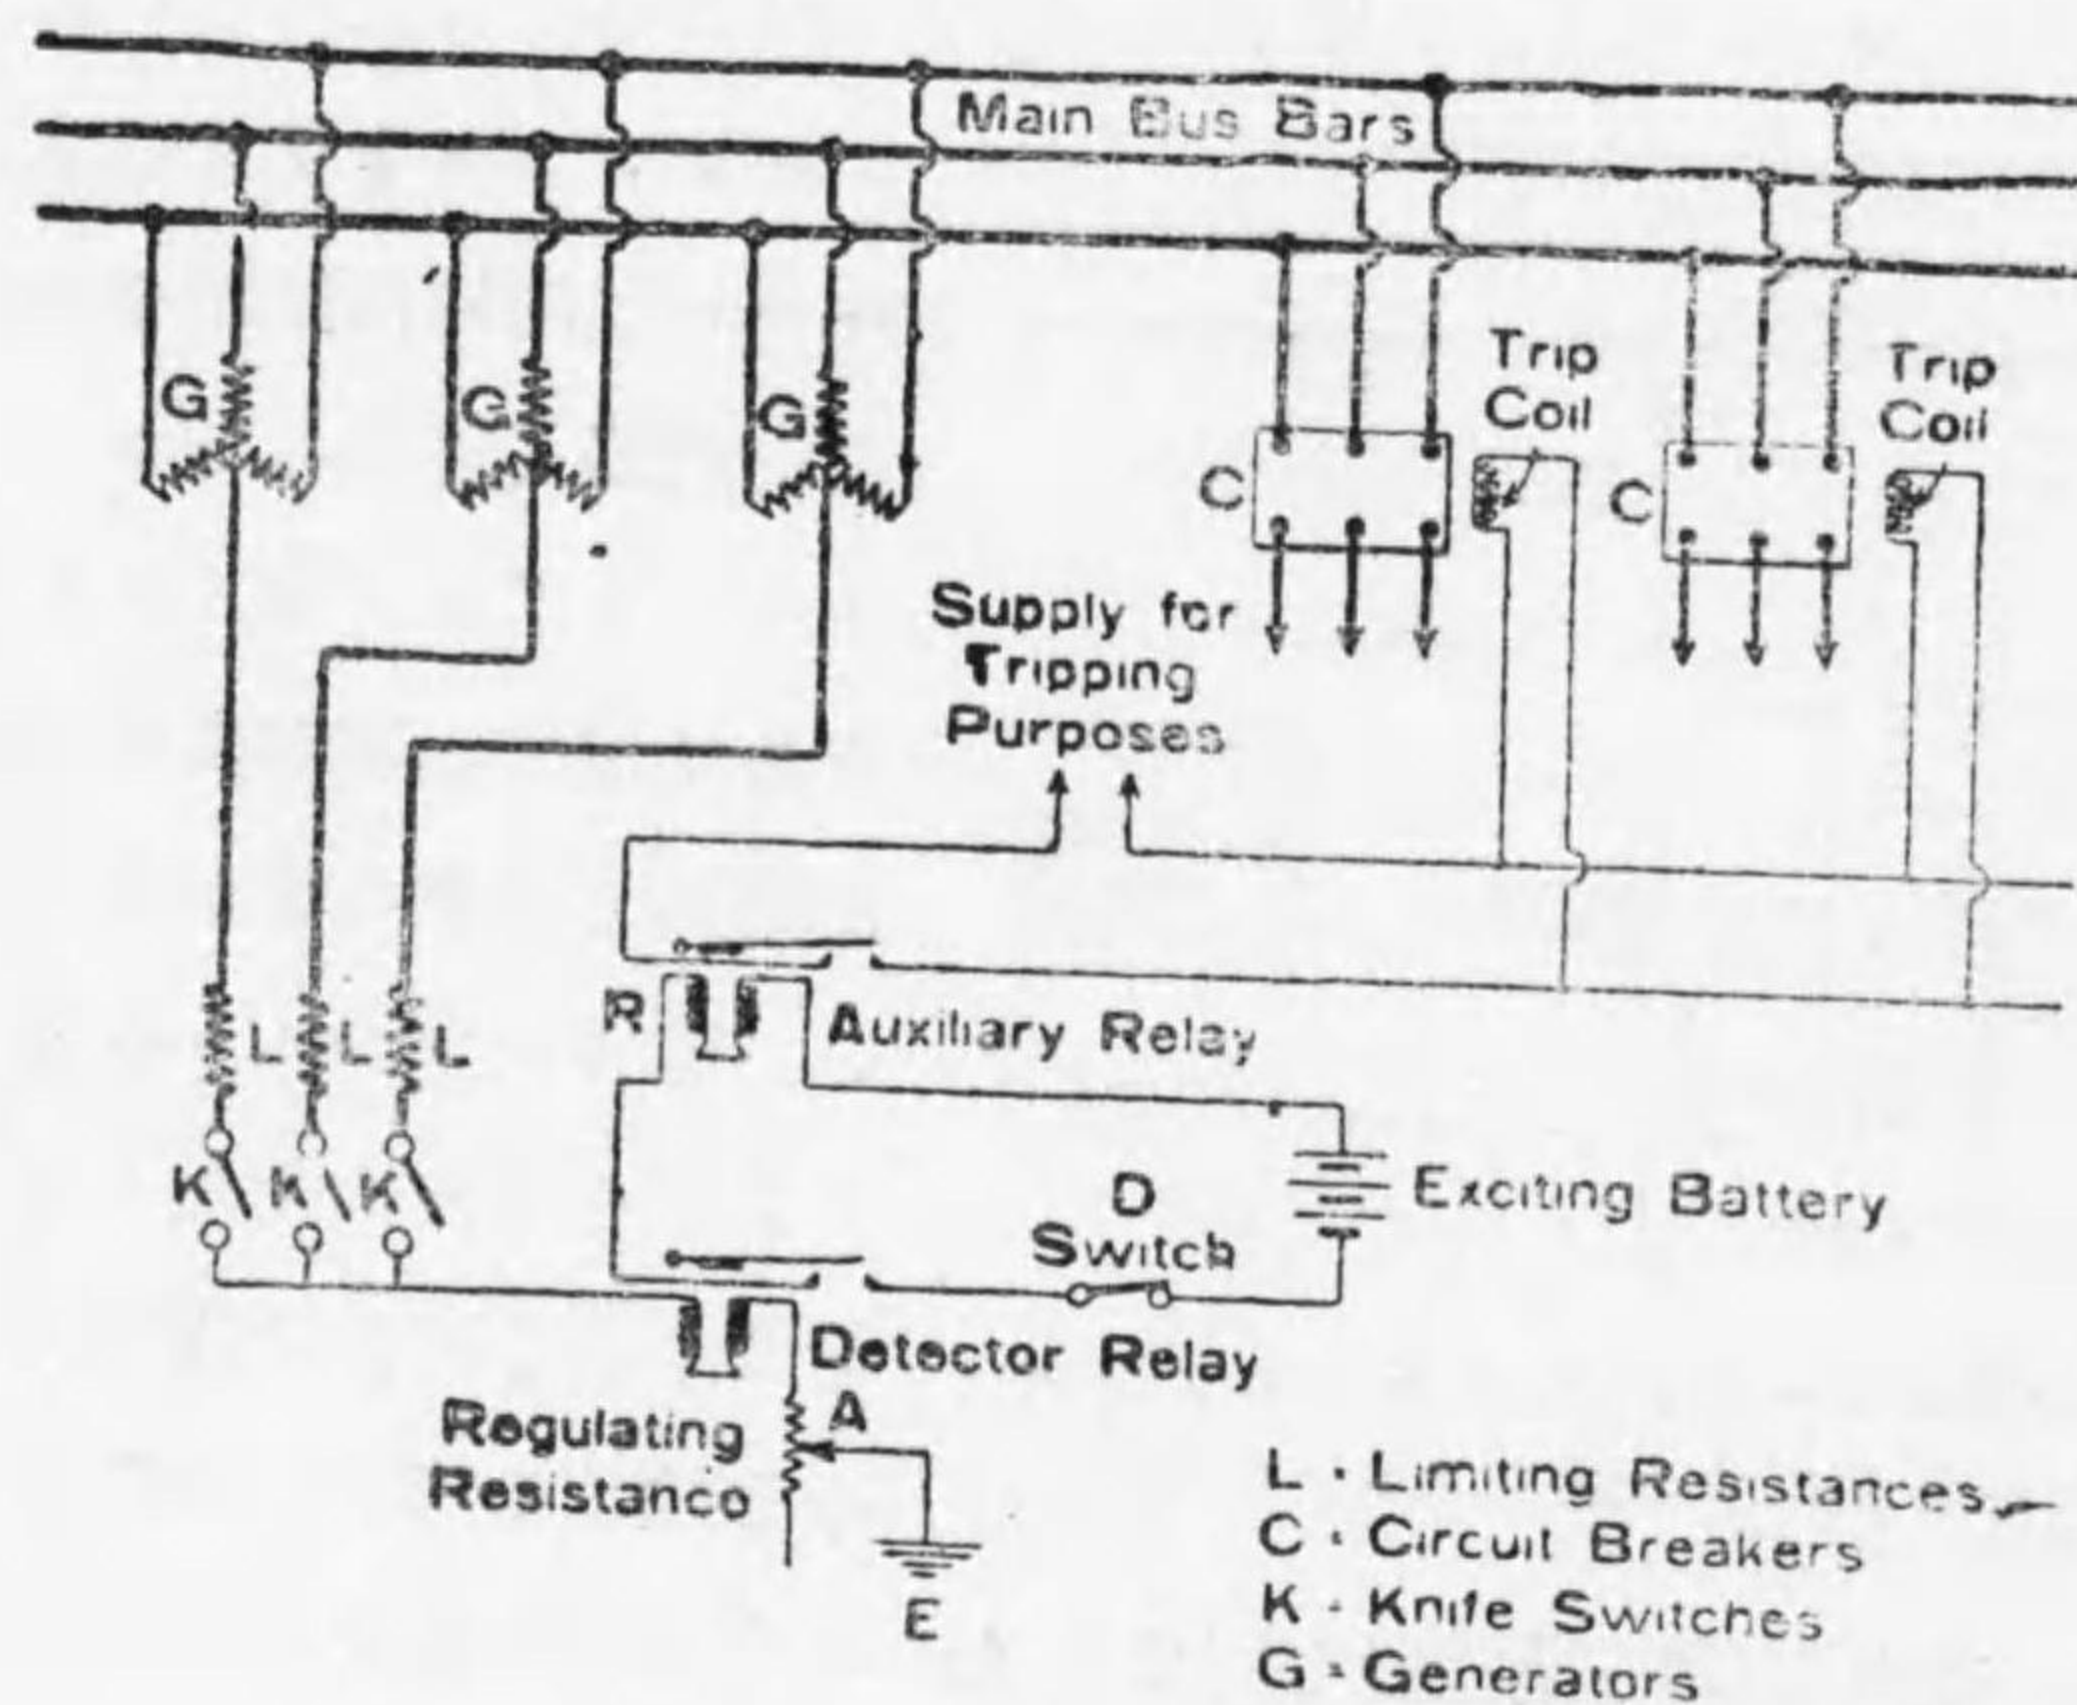 Main Bus Bars
G
G
G
Trip
Coil
Trip
Coil
C
C
Supply for
Tripping
Purposes
R
Auxiliary Relay
L
L
L
K
K
K
D
Switch
Exciting Battery
Detector Relay
A
Regulating
Resistance
E
L · Limiting Resistances
C · Circuit Breakers
K · Knife Switches
G · Generators